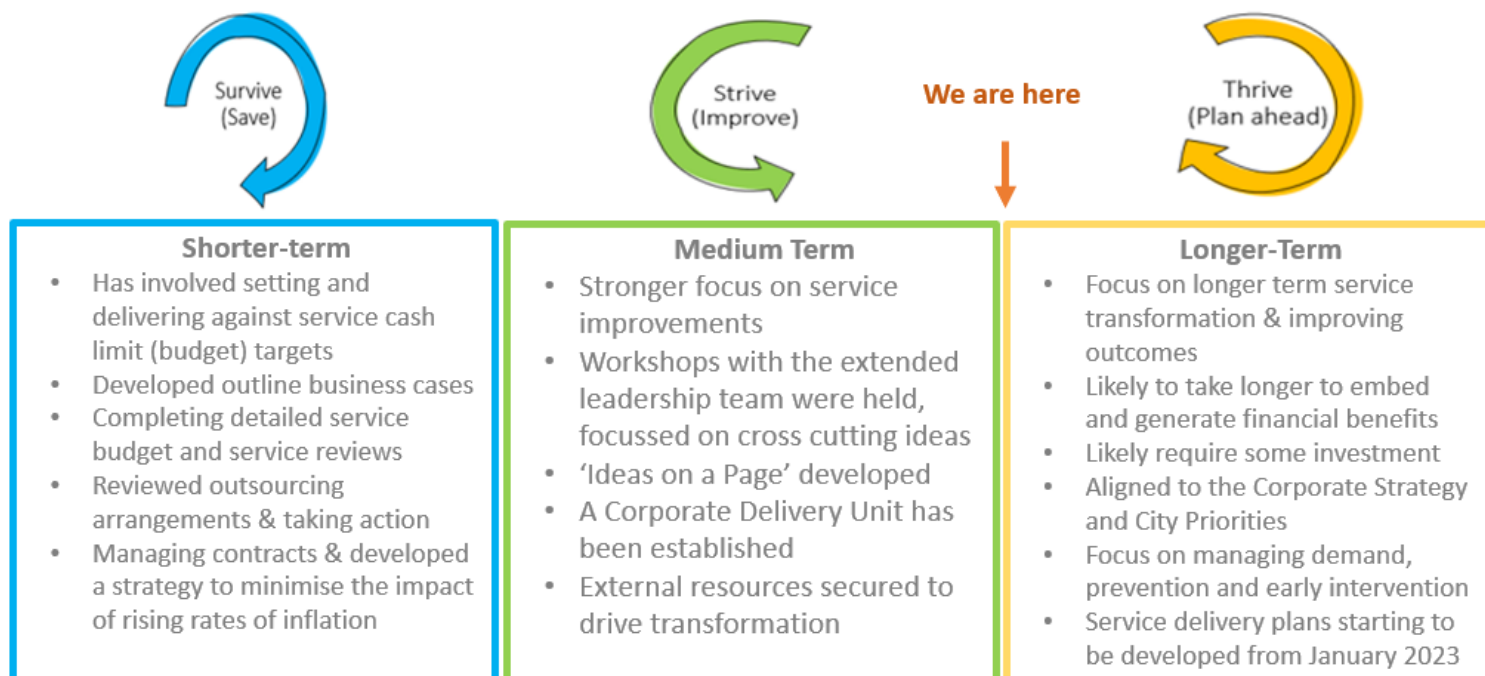 Survive
(Save)
Strive
(Improve)
We are here
Thrive
(Plan ahead)
Shorter-term
• Has involved setting and
delivering against service cash
limit (budget) targets
• Developed outline business cases
• Completing detailed service
budget and service reviews
• Reviewed outsourcing
arrangements & taking action
• Managing contracts & developed
a strategy to minimise the impact
of rising rates of inflation
Medium Term
• Stronger focus on service
improvements
• Workshops with the extended
leadership team were held,
focussed on cross cutting ideas
• ‘Ideas on a Page’ developed
• A Corporate Delivery Unit has
been established
• External resources secured to
drive transformation
Longer-Term
• Focus on longer term service
transformation & improving
outcomes
• Likely to take longer to embed
and generate financial benefits
• Likely require some investment
• Aligned to the Corporate Strategy
and City Priorities
• Focus on managing demand,
prevention and early intervention
• Service delivery plans starting to
be developed from January 2023